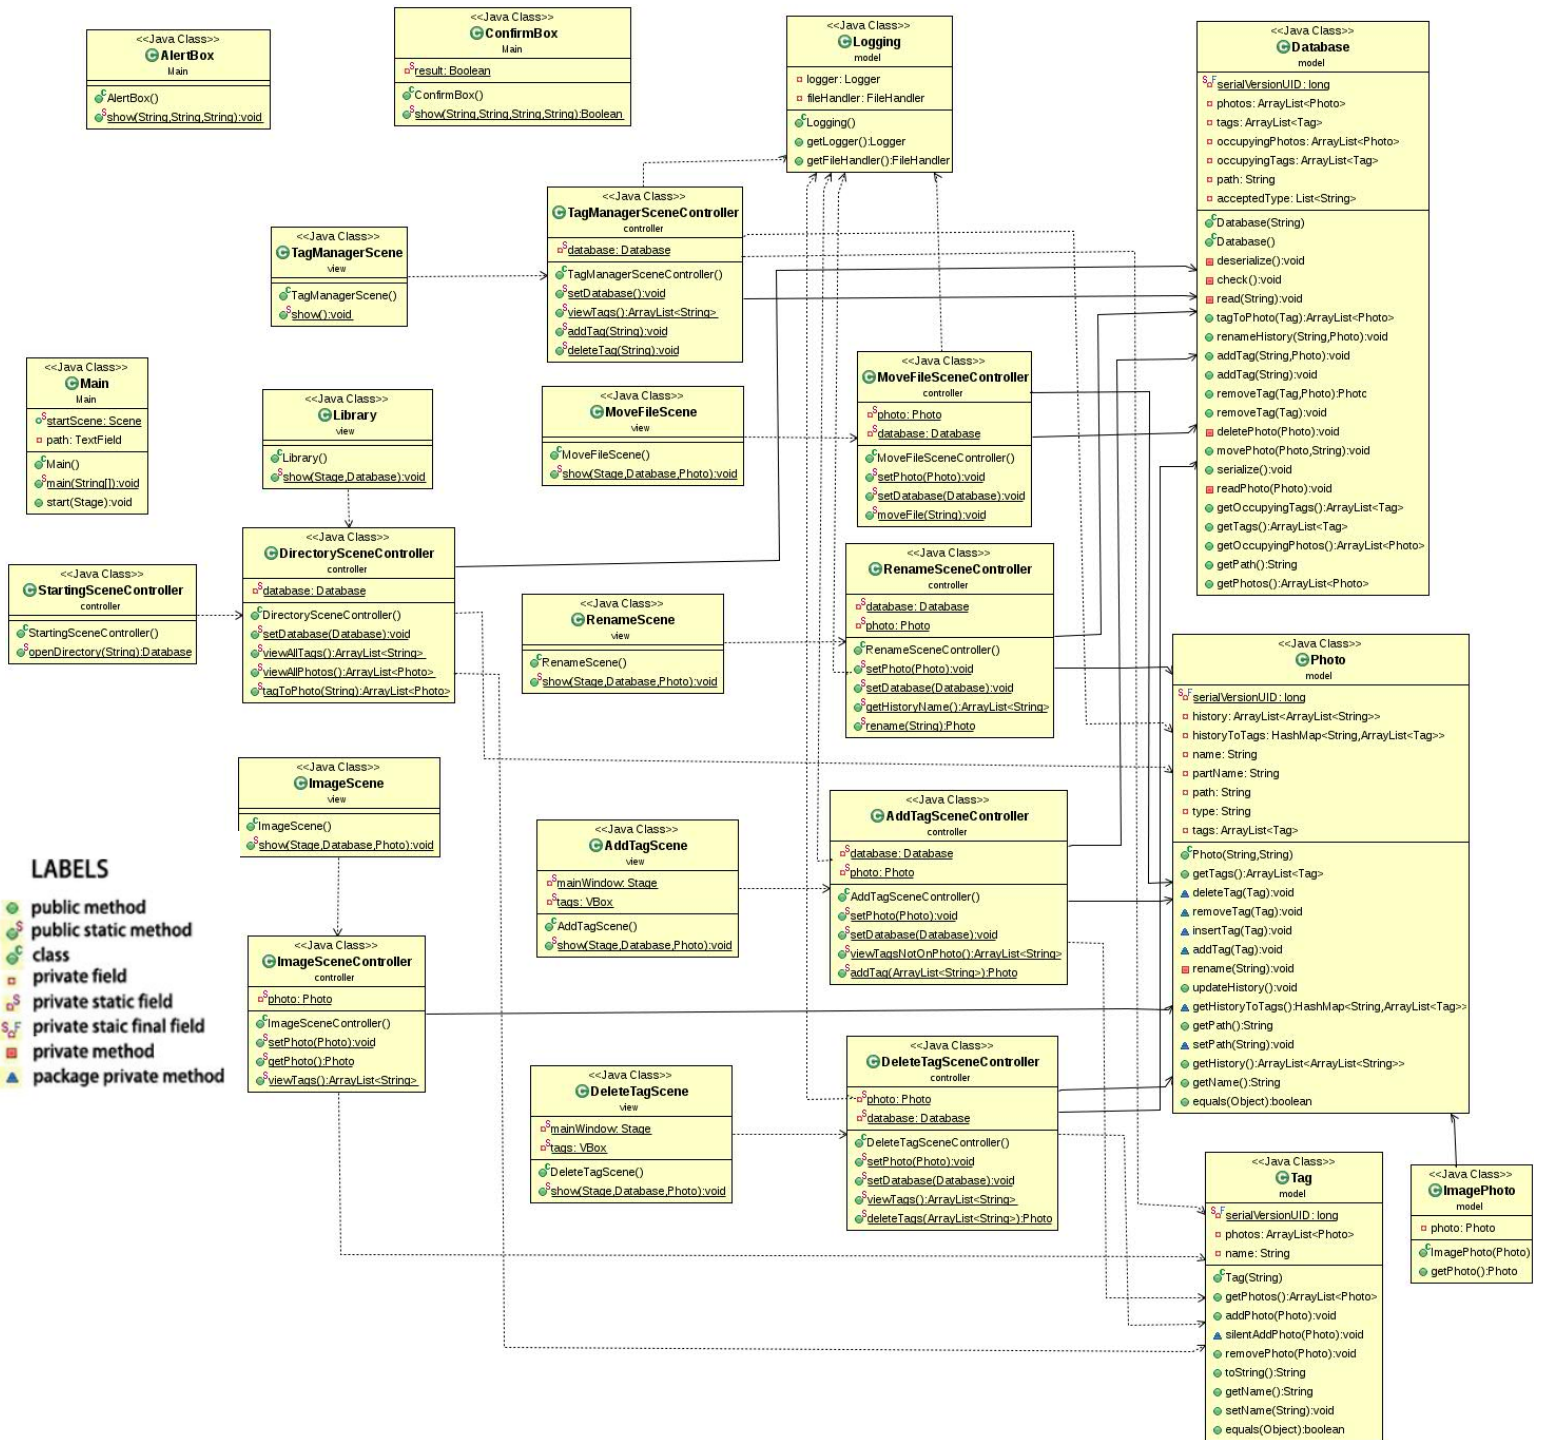 <<Java Class>>
AlertBox
Main
AlertBox()
show(String,String,String):void
<<Java Class>>
ConfirmBox
Main
result: Boolean
ConfirmBox()
show(String,String,String,String):Boolean
<<Java Class>>
Logging
model
logger: Logger
fileHandler: FileHandler
Logging()
getLogger():Logger
getFileHandler():FileHandler
<<Java Class>>
Database
model
serialVersionUID: long
photos: ArrayList<Photo>
tags: ArrayList<Tag>
occupyingPhotos: ArrayList<Photo>
occupyingTags: ArrayList<Tag>
path: String
acceptedType: List<String>
Database(String)
Database()
deserialize():void
check():void
read(String):void
tagToPhoto(Tag):ArrayList<Photo>
renameHistory(String,Photo):void
addTag(String,Photo):void
addTag(String):void
removeTag(Tag,Photo):Photo
removeTag(Tag):void
deletePhoto(Photo):void
movePhoto(Photo,String):void
serialize():void
readPhoto(Photo):void
getOccupyingTags():ArrayList<Tag>
getTags():ArrayList<Tag>
getOccupyingPhotos():ArrayList<Photo>
getPath():String
getPhotos():ArrayList<Photo>
<<Java Class>>
TagManagerScene
view
TagManagerScene()
show():void
<<Java Class>>
TagManagerSceneController
controller
database: Database
TagManagerSceneController()
setDatabase():void
viewTags():ArrayList<String>
addTag(String):void
deleteTag(String):void
<<Java Class>>
Main
Main
startScene: Scene
path: TextField
Main()
main(String[]):void
start(Stage):void
<<Java Class>>
Library
view
Library()
show(Stage,Database):void
<<Java Class>>
MoveFileScene
view
MoveFileScene()
show(Stage,Database,Photo):void
<<Java Class>>
MoveFileSceneController
controller
photo: Photo
database: Database
MoveFileSceneController()
setPhoto(Photo):void
setDatabase(Database):void
moveFile(String):void
<<Java Class>>
StartingSceneController
controller
StartingSceneController()
openDirectory(String):Database
<<Java Class>>
DirectorySceneController
controller
database: Database
DirectorySceneController()
setDatabase(Database):void
viewAllTags():ArrayList<String>
viewAllPhotos():ArrayList<Photo>
tagToPhoto(String):ArrayList<Photo>
<<Java Class>>
RenameScene
view
RenameScene()
show(Stage,Database,Photo):void
<<Java Class>>
RenameSceneController
controller
database: Database
photo: Photo
RenameSceneController()
setPhoto(Photo):void
setDatabase(Database):void
getHistoryName():ArrayList<String>
rename(String):Photo
<<Java Class>>
Photo
model
serialVersionUID: long
history: ArrayList<ArrayList<String>>
historyToTags: HashMap<String,ArrayList<Tag>>
name: String
partName: String
path: String
type: String
tags: ArrayList<Tag>
Photo(String,String)
getTags():ArrayList<Tag>
deleteTag(Tag):void
removeTag(Tag):void
insertTag(Tag):void
addTag(Tag):void
rename(String):void
updateHistory():void
getHistoryToTags():HashMap<String,ArrayList<Tag>>
getPath():String
setPath(String):void
getHistory():ArrayList<ArrayList<String>>
getName():String
equals(Object):boolean
<<Java Class>>
ImageScene
view
ImageScene()
show(Stage,Database,Photo):void
<<Java Class>>
AddTagScene
view
mainWindow: Stage
tags: VBox
AddTagScene()
show(Stage,Database,Photo):void
<<Java Class>>
AddTagSceneController
controller
database: Database
photo: Photo
AddTagSceneController()
setPhoto(Photo):void
setDatabase(Database):void
viewTagsNotOnPhoto():ArrayList<String>
addTag(ArrayList<String>):Photo
LABELS
public method
public static method
class
private field
private static field
private staic final field
private method
package private method
<<Java Class>>
ImageSceneController
controller
photo: Photo
ImageSceneController()
setPhoto(Photo):void
getPhoto():Photo
viewTags():ArrayList<String>
<<Java Class>>
DeleteTagScene
view
mainWindow: Stage
tags: VBox
DeleteTagScene()
show(Stage,Database,Photo):void
<<Java Class>>
DeleteTagSceneController
controller
photo: Photo
database: Database
DeleteTagSceneController()
setPhoto(Photo):void
setDatabase(Database):void
viewTags():ArrayList<String>
deleteTags(ArrayList<String>):Photo
<<Java Class>>
Tag
model
serialVersionUID: long
photos: ArrayList<Photo>
name: String
Tag(String)
getPhotos():ArrayList<Photo>
addPhoto(Photo):void
silentAddPhoto(Photo):void
removePhoto(Photo):void
toString():String
getName():String
setName(String):void
equals(Object):boolean
<<Java Class>>
ImagePhoto
model
photo: Photo
ImagePhoto(Photo)
getPhoto():Photo